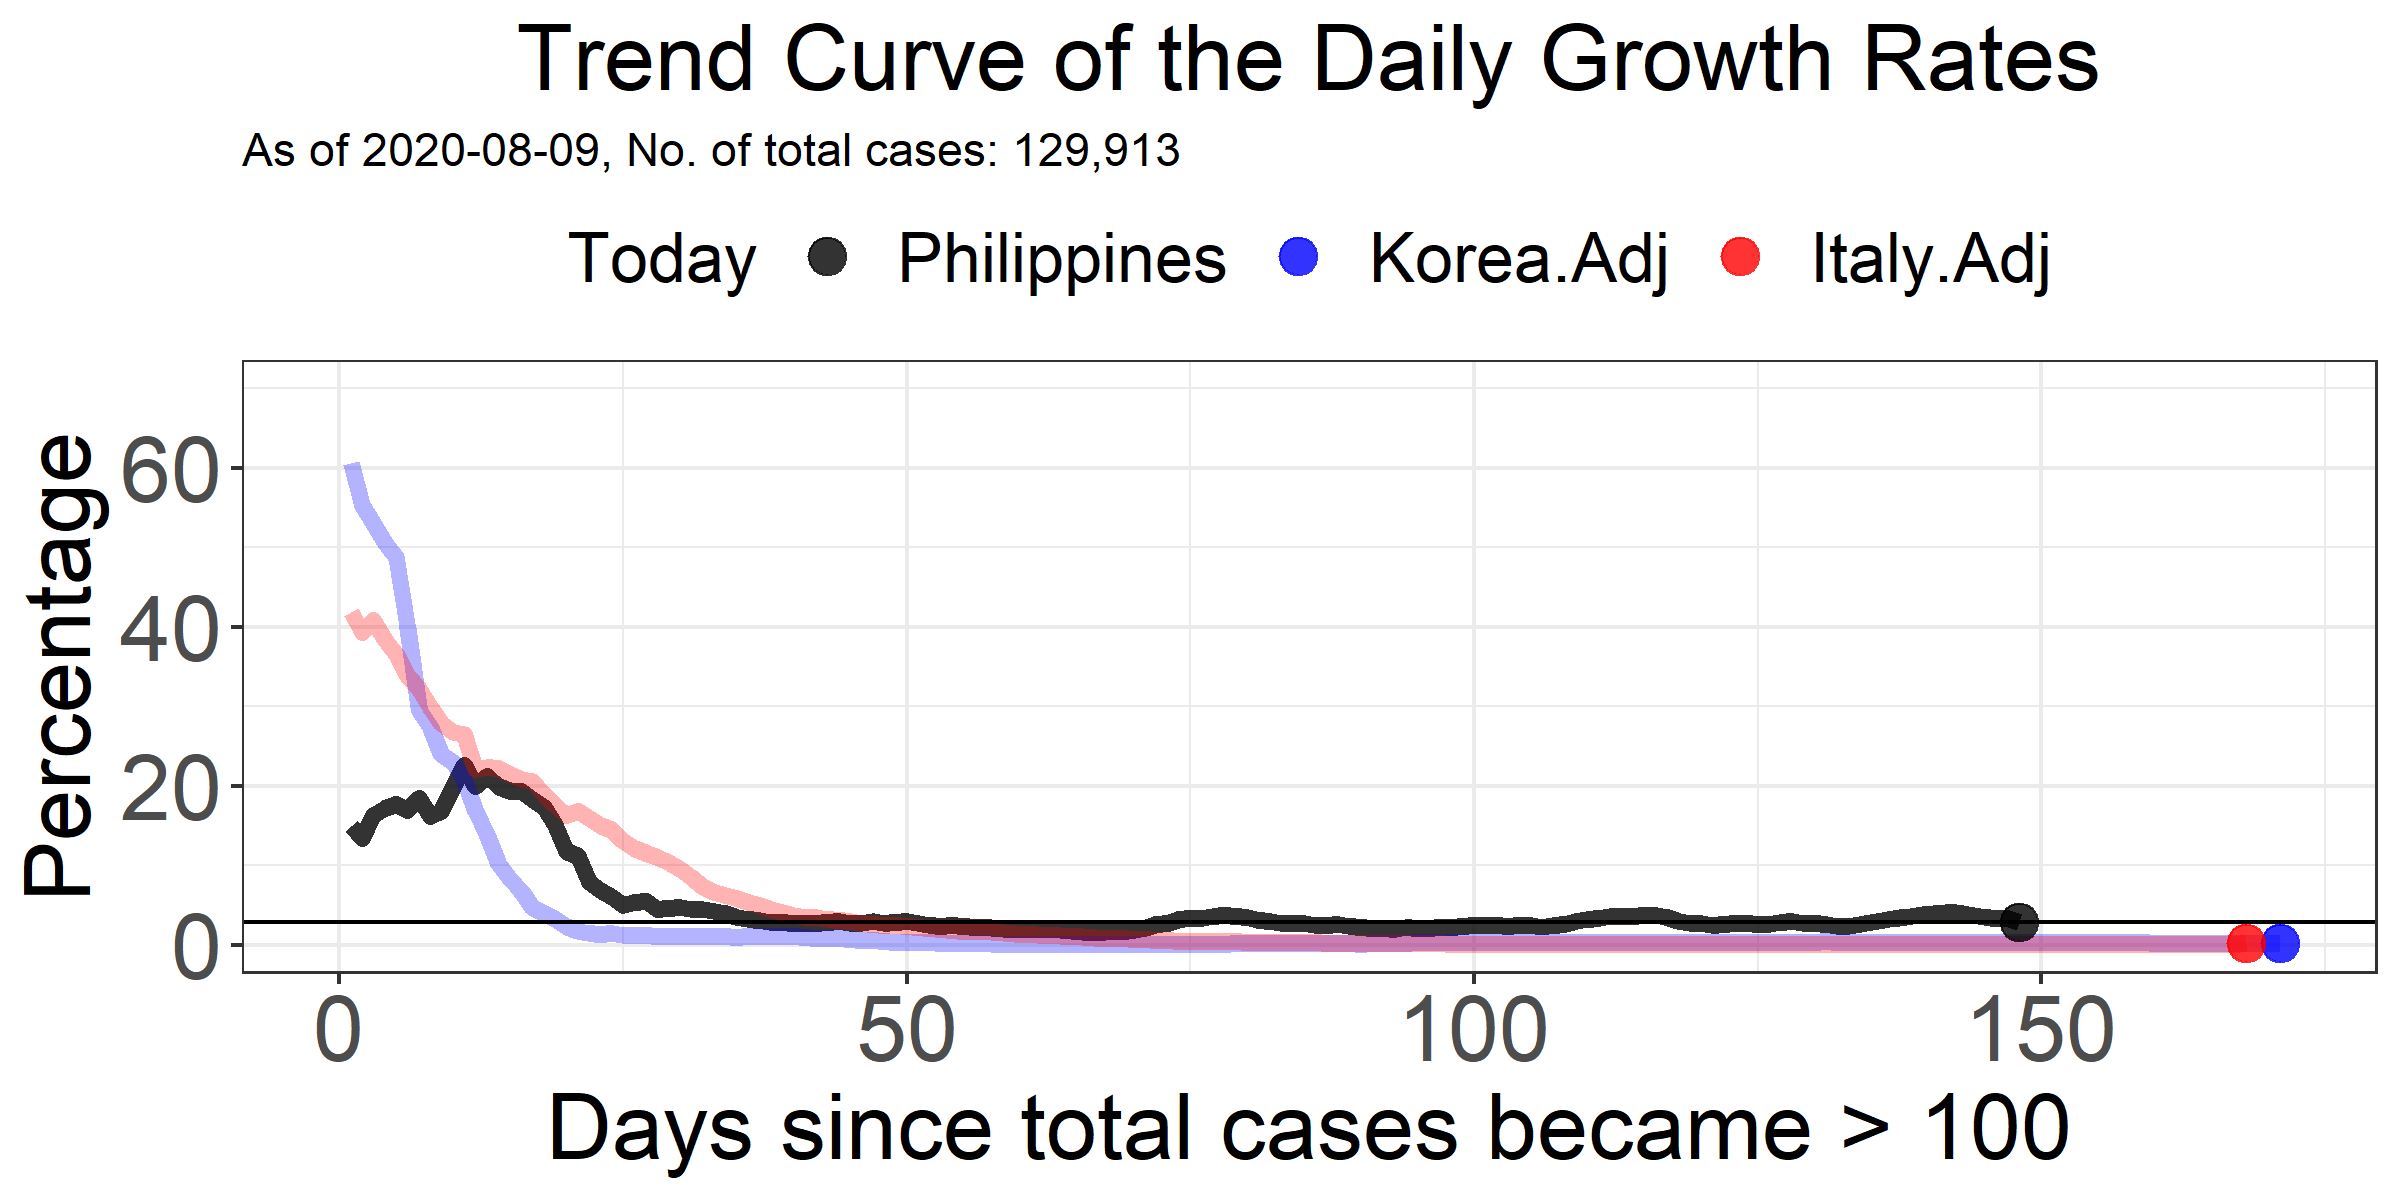 Trend Curve of the Daily Growth Rates
As of 2020-08-09, No. of total cases: 129,913
Today Philippines Korea.Adj Italy.Adj
Percentage
60
40
20
0
0 50 100 150
Days since total cases became > 100